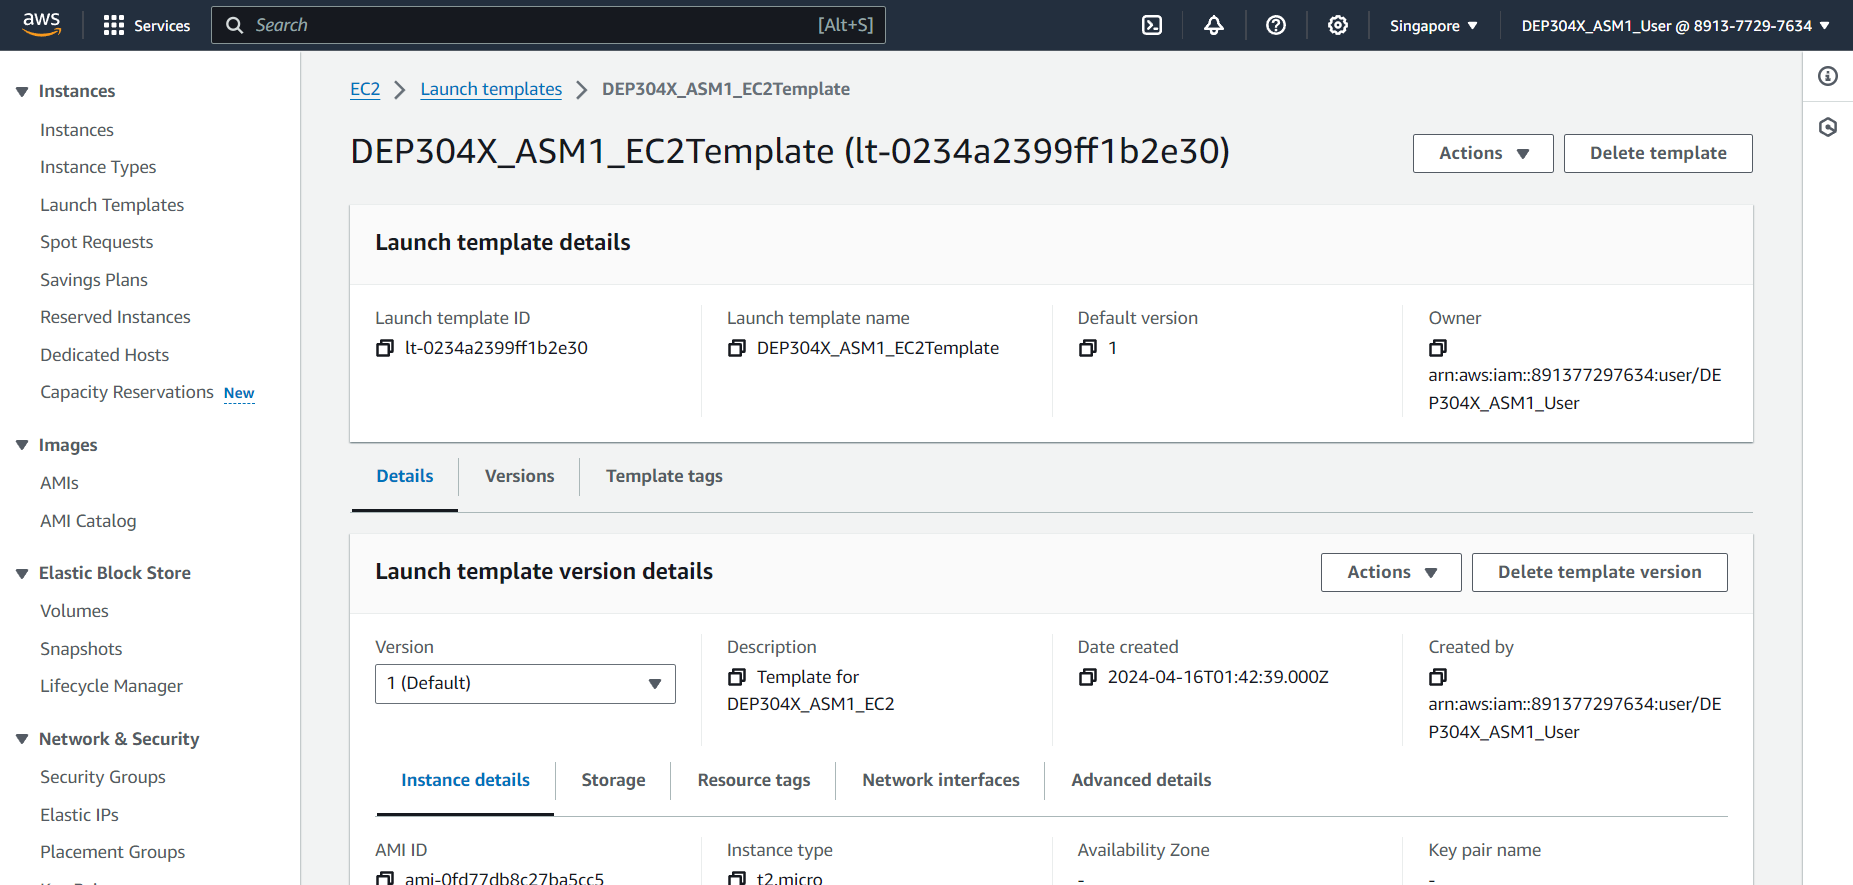 aws
Services
Search
[Alt+S]
Singapore
DEP304X_ASM1_User @ 8913-7729-7634
Instances
Instances
Instance Types
Launch Templates
Spot Requests
Savings Plans
Reserved Instances
Dedicated Hosts
Capacity Reservations New
Images
AMIs
AMI Catalog
Elastic Block Store
Volumes
Snapshots
Lifecycle Manager
Network & Security
Security Groups
Elastic IPs
Placement Groups
EC2
Launch templates
DEP304X_ASM1_EC2Template
DEP304X_ASM1_EC2Template (lt-0234a2399ff1b2e30)
Actions
Delete template
Launch template details
Launch template ID
lt-0234a2399ff1b2e30
Launch template name
DEP304X_ASM1_EC2Template
Default version
1
Owner
arn:aws:iam::891377297634:user/DE
P304X_ASM1_User
Details
Versions
Template tags
Launch template version details
Actions
Delete template version
Version
1 (Default)
Description
Template for
DEP304X_ASM1_EC2
Date created
2024-04-16T01:42:39.000Z
Created by
arn:aws:iam::891377297634:user/DE
P304X_ASM1_User
Instance details
Storage
Resource tags
Network interfaces
Advanced details
AMI ID
ami-0fd77db8c27ba5cc5
Instance type
t2.micro
Availability Zone
-
Key pair name
-